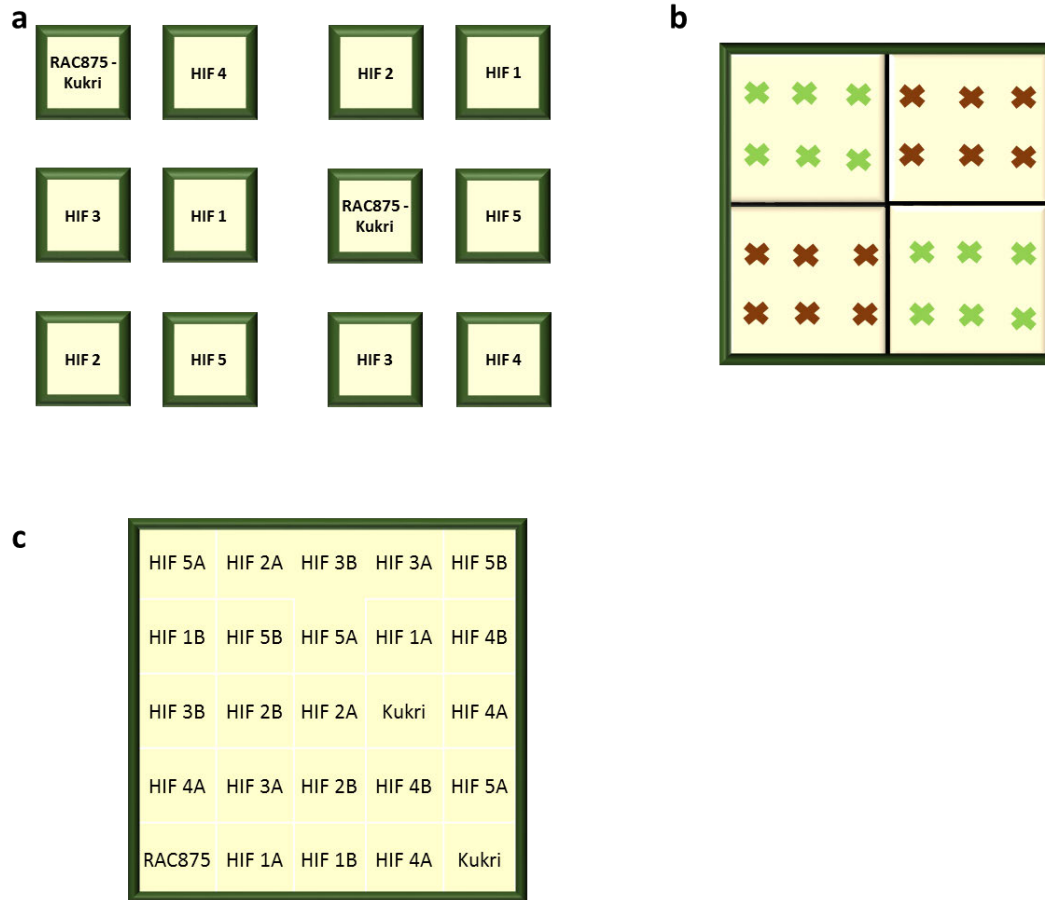 a
b
RAC875 -
Kukri
HIF 4
HIF 2
HIF 1
HIF 3
HIF 1
RAC875 -
Kukri
HIF 5
HIF 2
HIF 5
HIF 3
HIF 4
c
HIF 5A HIF 2A HIF 3B HIF 3A HIF 5B
HIF 1B HIF 5B HIF 5A HIF 1A HIF 4B
HIF 3B HIF 2B HIF 2A Kukri HIF 4A
HIF 4A HIF 3A HIF 2B HIF 4B HIF 5A
RAC875 HIF 1A HIF 1B HIF 4A Kukri